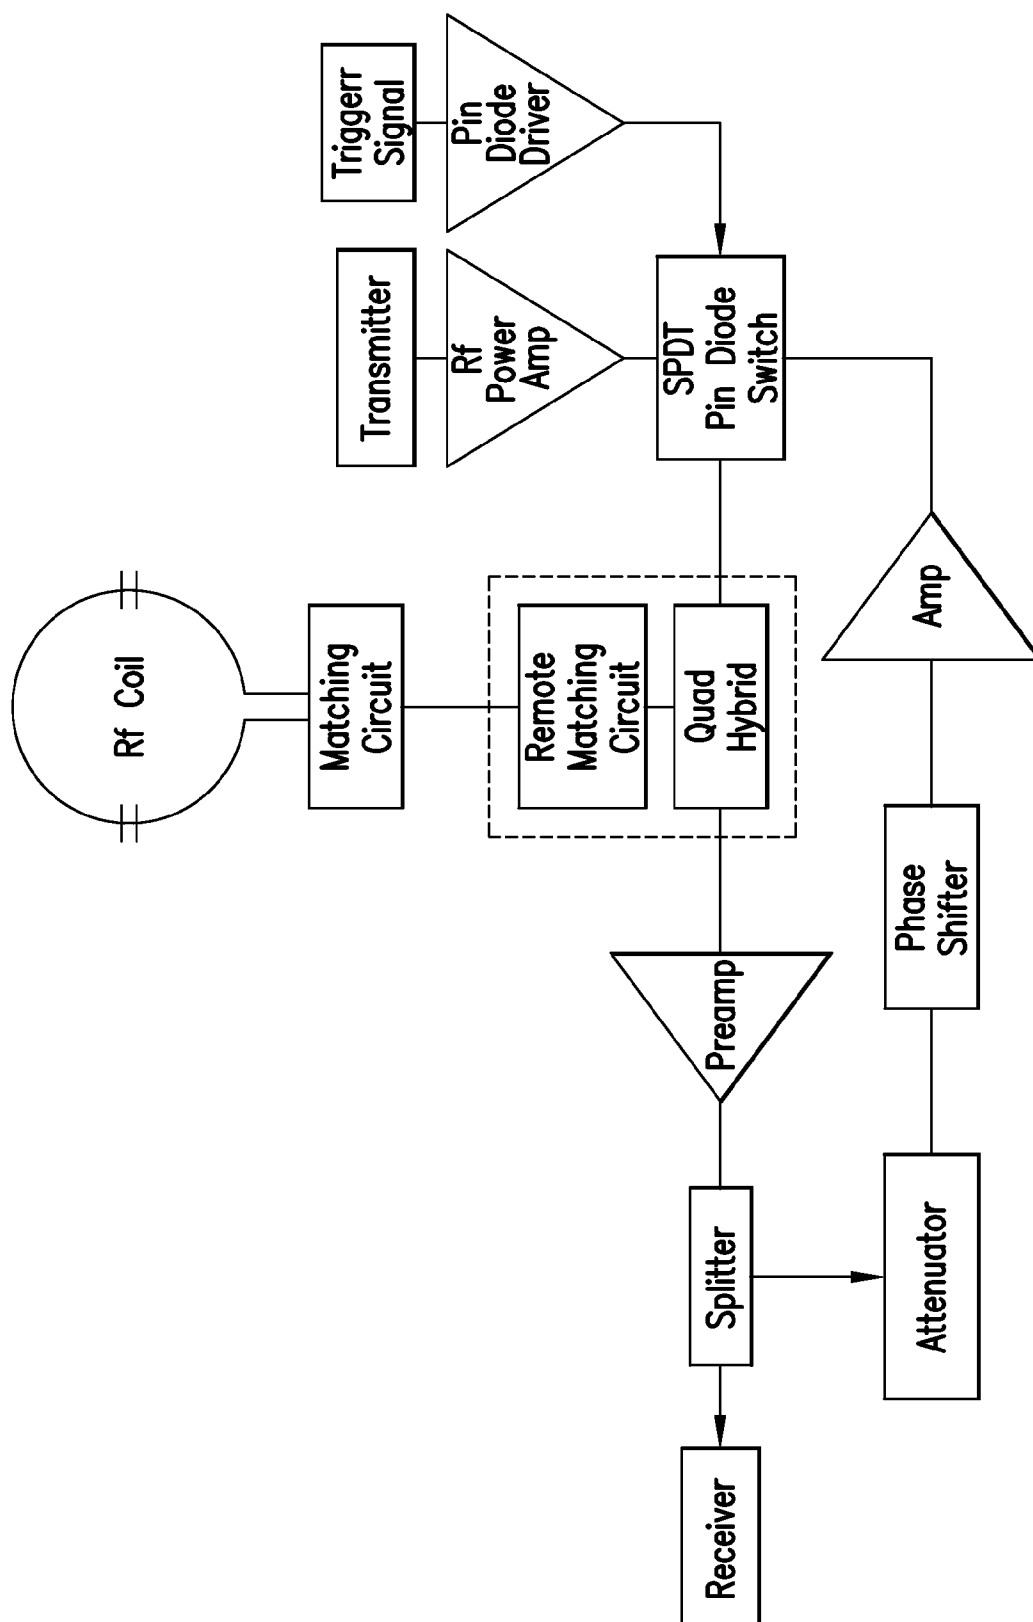 Rf Coil
Matching
Circuit
Remote
Matching
Circuit
Quad
Hybrid
Transmitter
Rf
Power
Amp
Triggerr
Signal
Pin
Diode
Driver
SPDT
Pin Diode
Switch
Receiver
Splitter
Preamp
Attenuator
Phase
Shifter
Amp